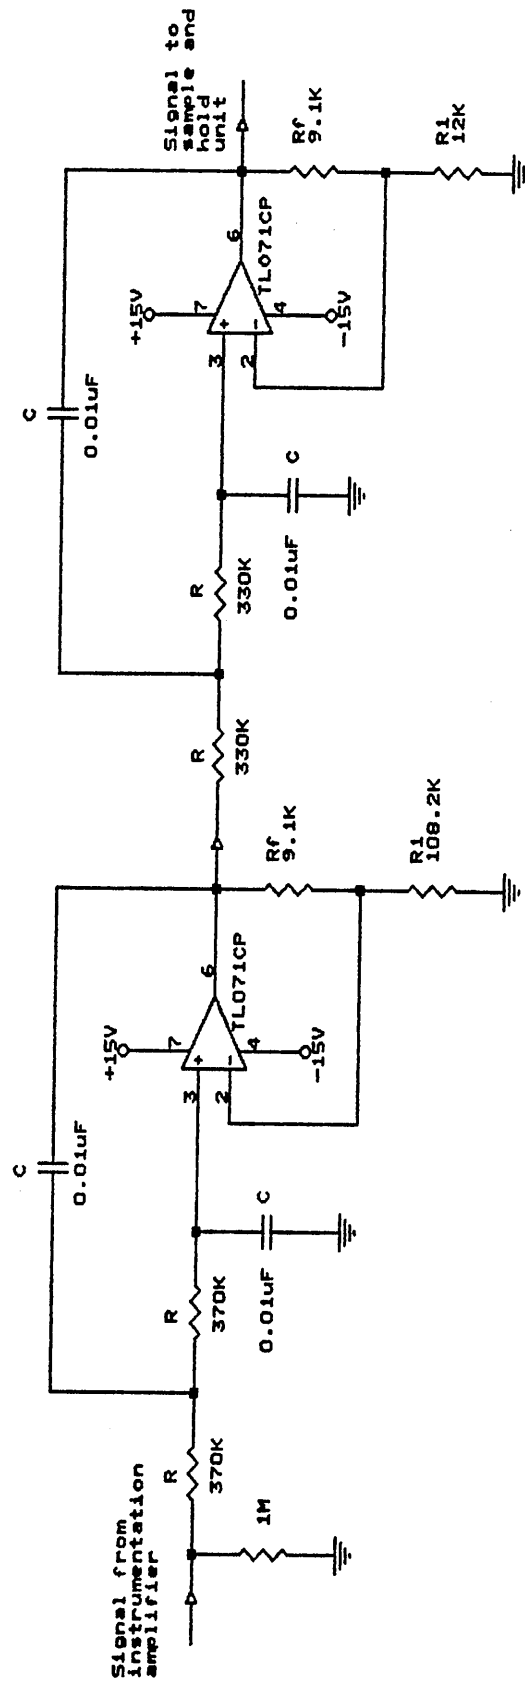 Signal from
instrumentation
amplifier
1M
R
370K
R
370K
C
0.01uF
C
0.01uF
+15V
7
3
+
2
-
4
-15V
6
TL071CP
Rf
9.1K
R1
108.2K
R
330K
R
330K
C
0.01uF
C
0.01uF
+15V
7
3
+
2
-
4
-15V
6
TL071CP
Rf
9.1K
R1
12K
Signal to
sample and
hold
unit